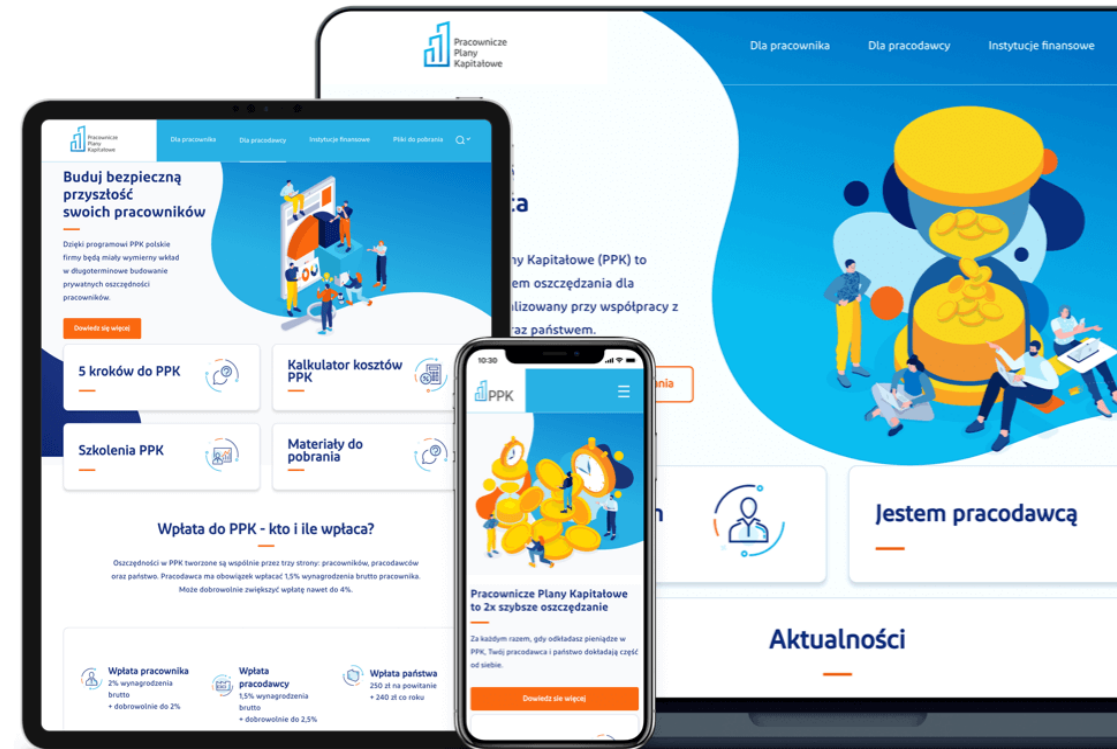 Pracownicze
Plany
Kapitałowe
Dla pracownika
Dla pracodawcy
Instytucje finansowe
ta
ny Kapitałowe (PPK) to
em oszczędzania dla
alizowany przy współpracy z
raz państwem.
nia
Jestem pracodawcą
Aktualności
Pracownicze
Plany
Kapitałowe
Dla pracownika
Dla pracodawcy
Instytucje finansowe
Pliki do pobrania
Buduj bezpieczną
przyszłość
swoich pracowników
Dzięki programowi PPK polskie
firmy będą miały wymierny wkład
w długoterminowe budowanie
prywatnych oszczędności
pracowników.
Dowiedz się więcej
5 kroków do PPK
Kalkulator kosztów
PPK
Szkolenia PPK
Materiały do
pobrania
Wpłata do PPK - kto i ile wpłaca?
Oszczędności w PPK tworzone są wspólnie przez trzy strony: pracowników, pracodawców
oraz państwo. Pracodawca ma obowiązek wpłacać 1,5% wynagrodzenia brutto pracownika.
Może dobrowolnie zwiększyć wpłatę nawet do 4%.
Wpłata pracownika
2% wynagrodzenia
brutto
+ dobrowolnie do 2%
Wpłata
pracodawcy
1,5% wynagrodzenia
brutto
+ dobrowolnie do 2,5%
Wpłata państwa
250 zł na powitanie
+ 240 zł co roku
10:30
PPK
Pracownicze Plany Kapitałowe
to 2x szybsze oszczędzanie
Za każdym razem, gdy odkładasz pieniądze w
PPK, Twój pracodawca i państwo dokładają część
od siebie.
Dowiedz sie więcej